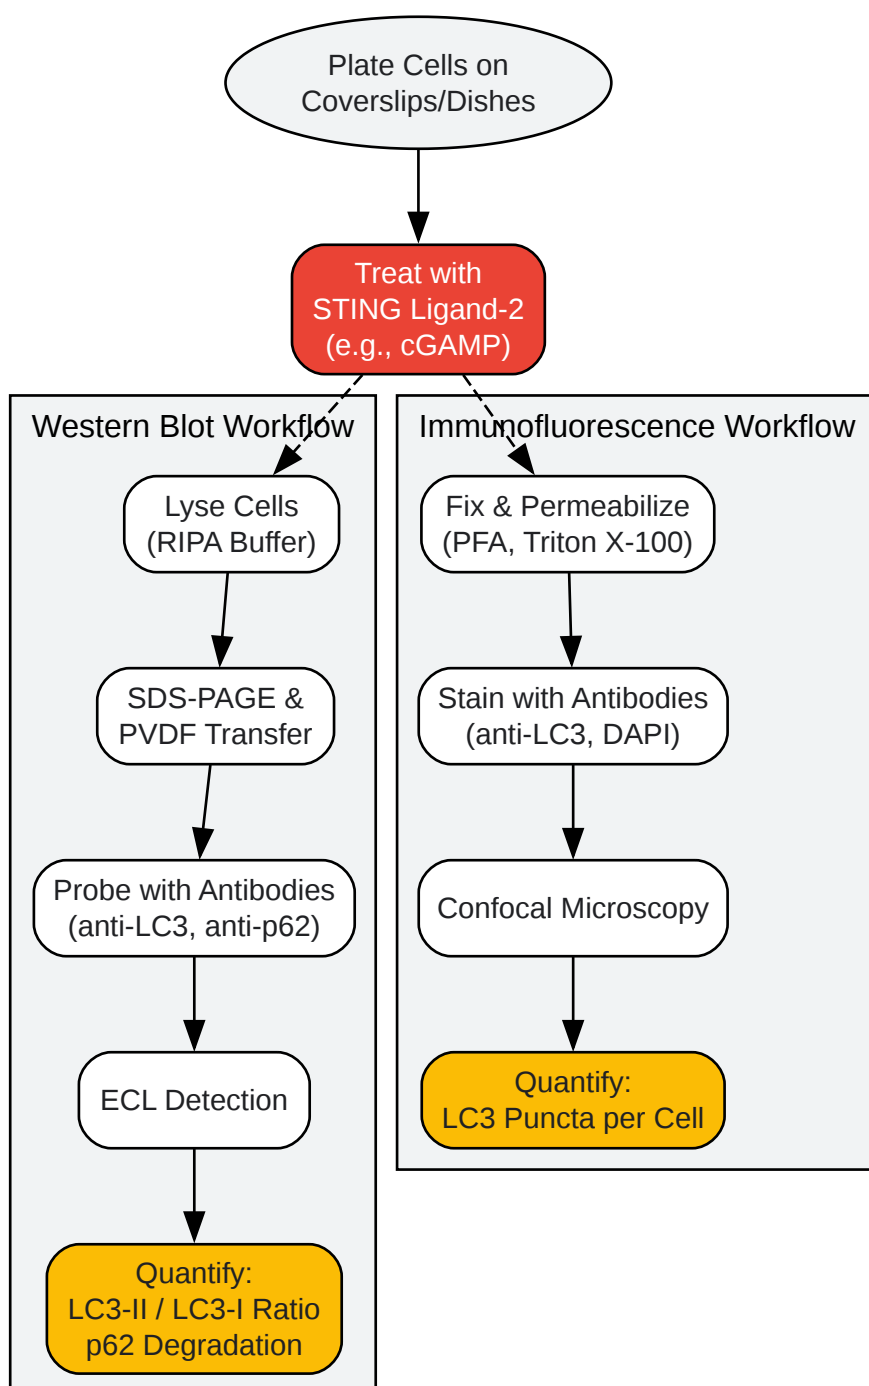 Plate Cells on
Coverslips/Dishes
Treat with
STING Ligand-2
(e.g., cGAMP)
Western Blot Workflow
Lyse Cells
(RIPA Buffer)
SDS-PAGE &
PVDF Transfer
Probe with Antibodies
(anti-LC3, anti-p62)
ECL Detection
Quantify:
LC3-II / LC3-I Ratio
p62 Degradation
Immunofluorescence Workflow
Fix & Permeabilize
(PFA, Triton X-100)
Stain with Antibodies
(anti-LC3, DAPI)
Confocal Microscopy
Quantify:
LC3 Puncta per Cell